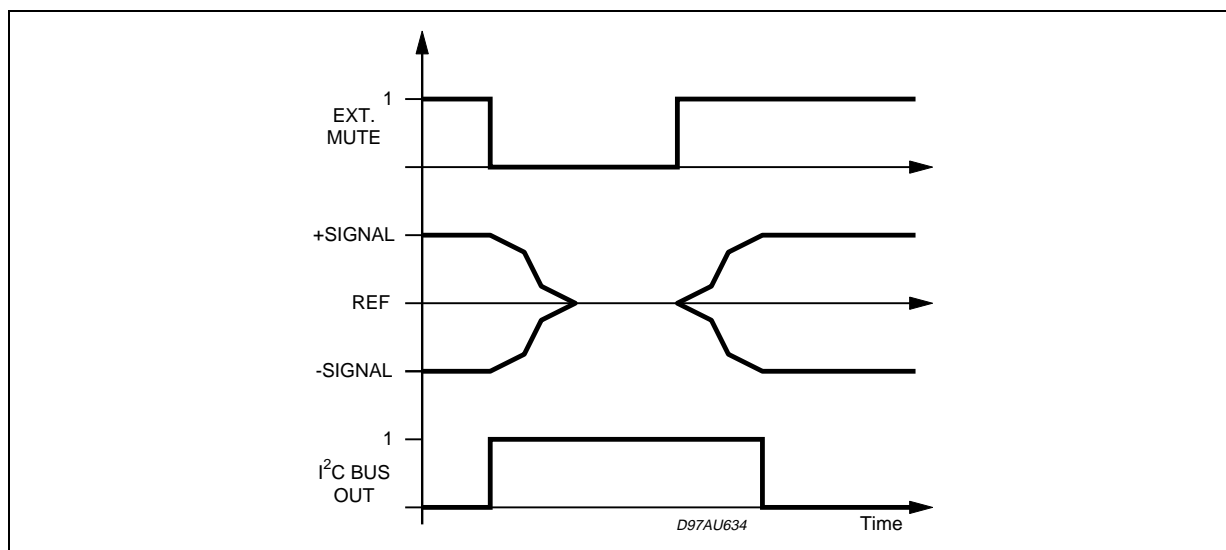 1
EXT.
MUTE
+SIGNAL
REF
-SIGNAL
1
I²C BUS
OUT
D97AU634
Time